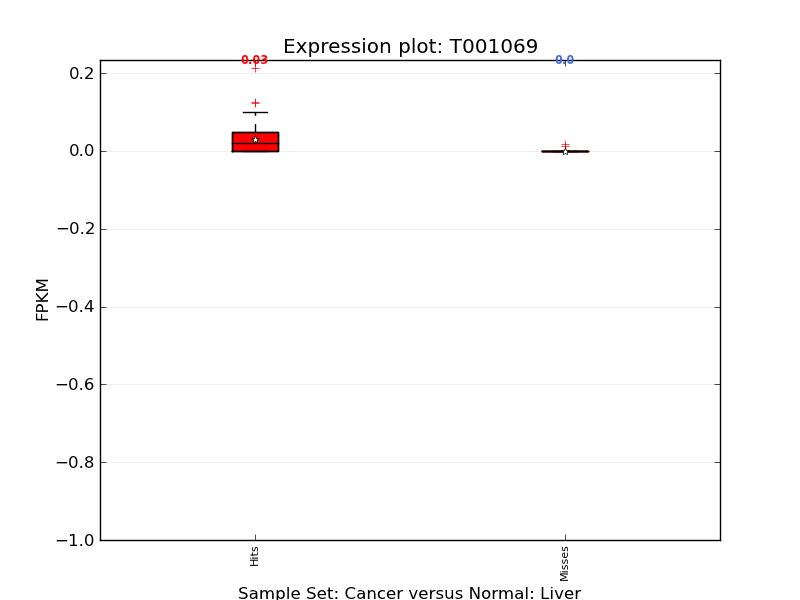 Expression plot: T001069
0.03
0.0
0.2
0.0
−0.2
−0.4
−0.6
−0.8
−1.0
FPKM
Hits
Misses
Sample Set: Cancer versus Normal: Liver